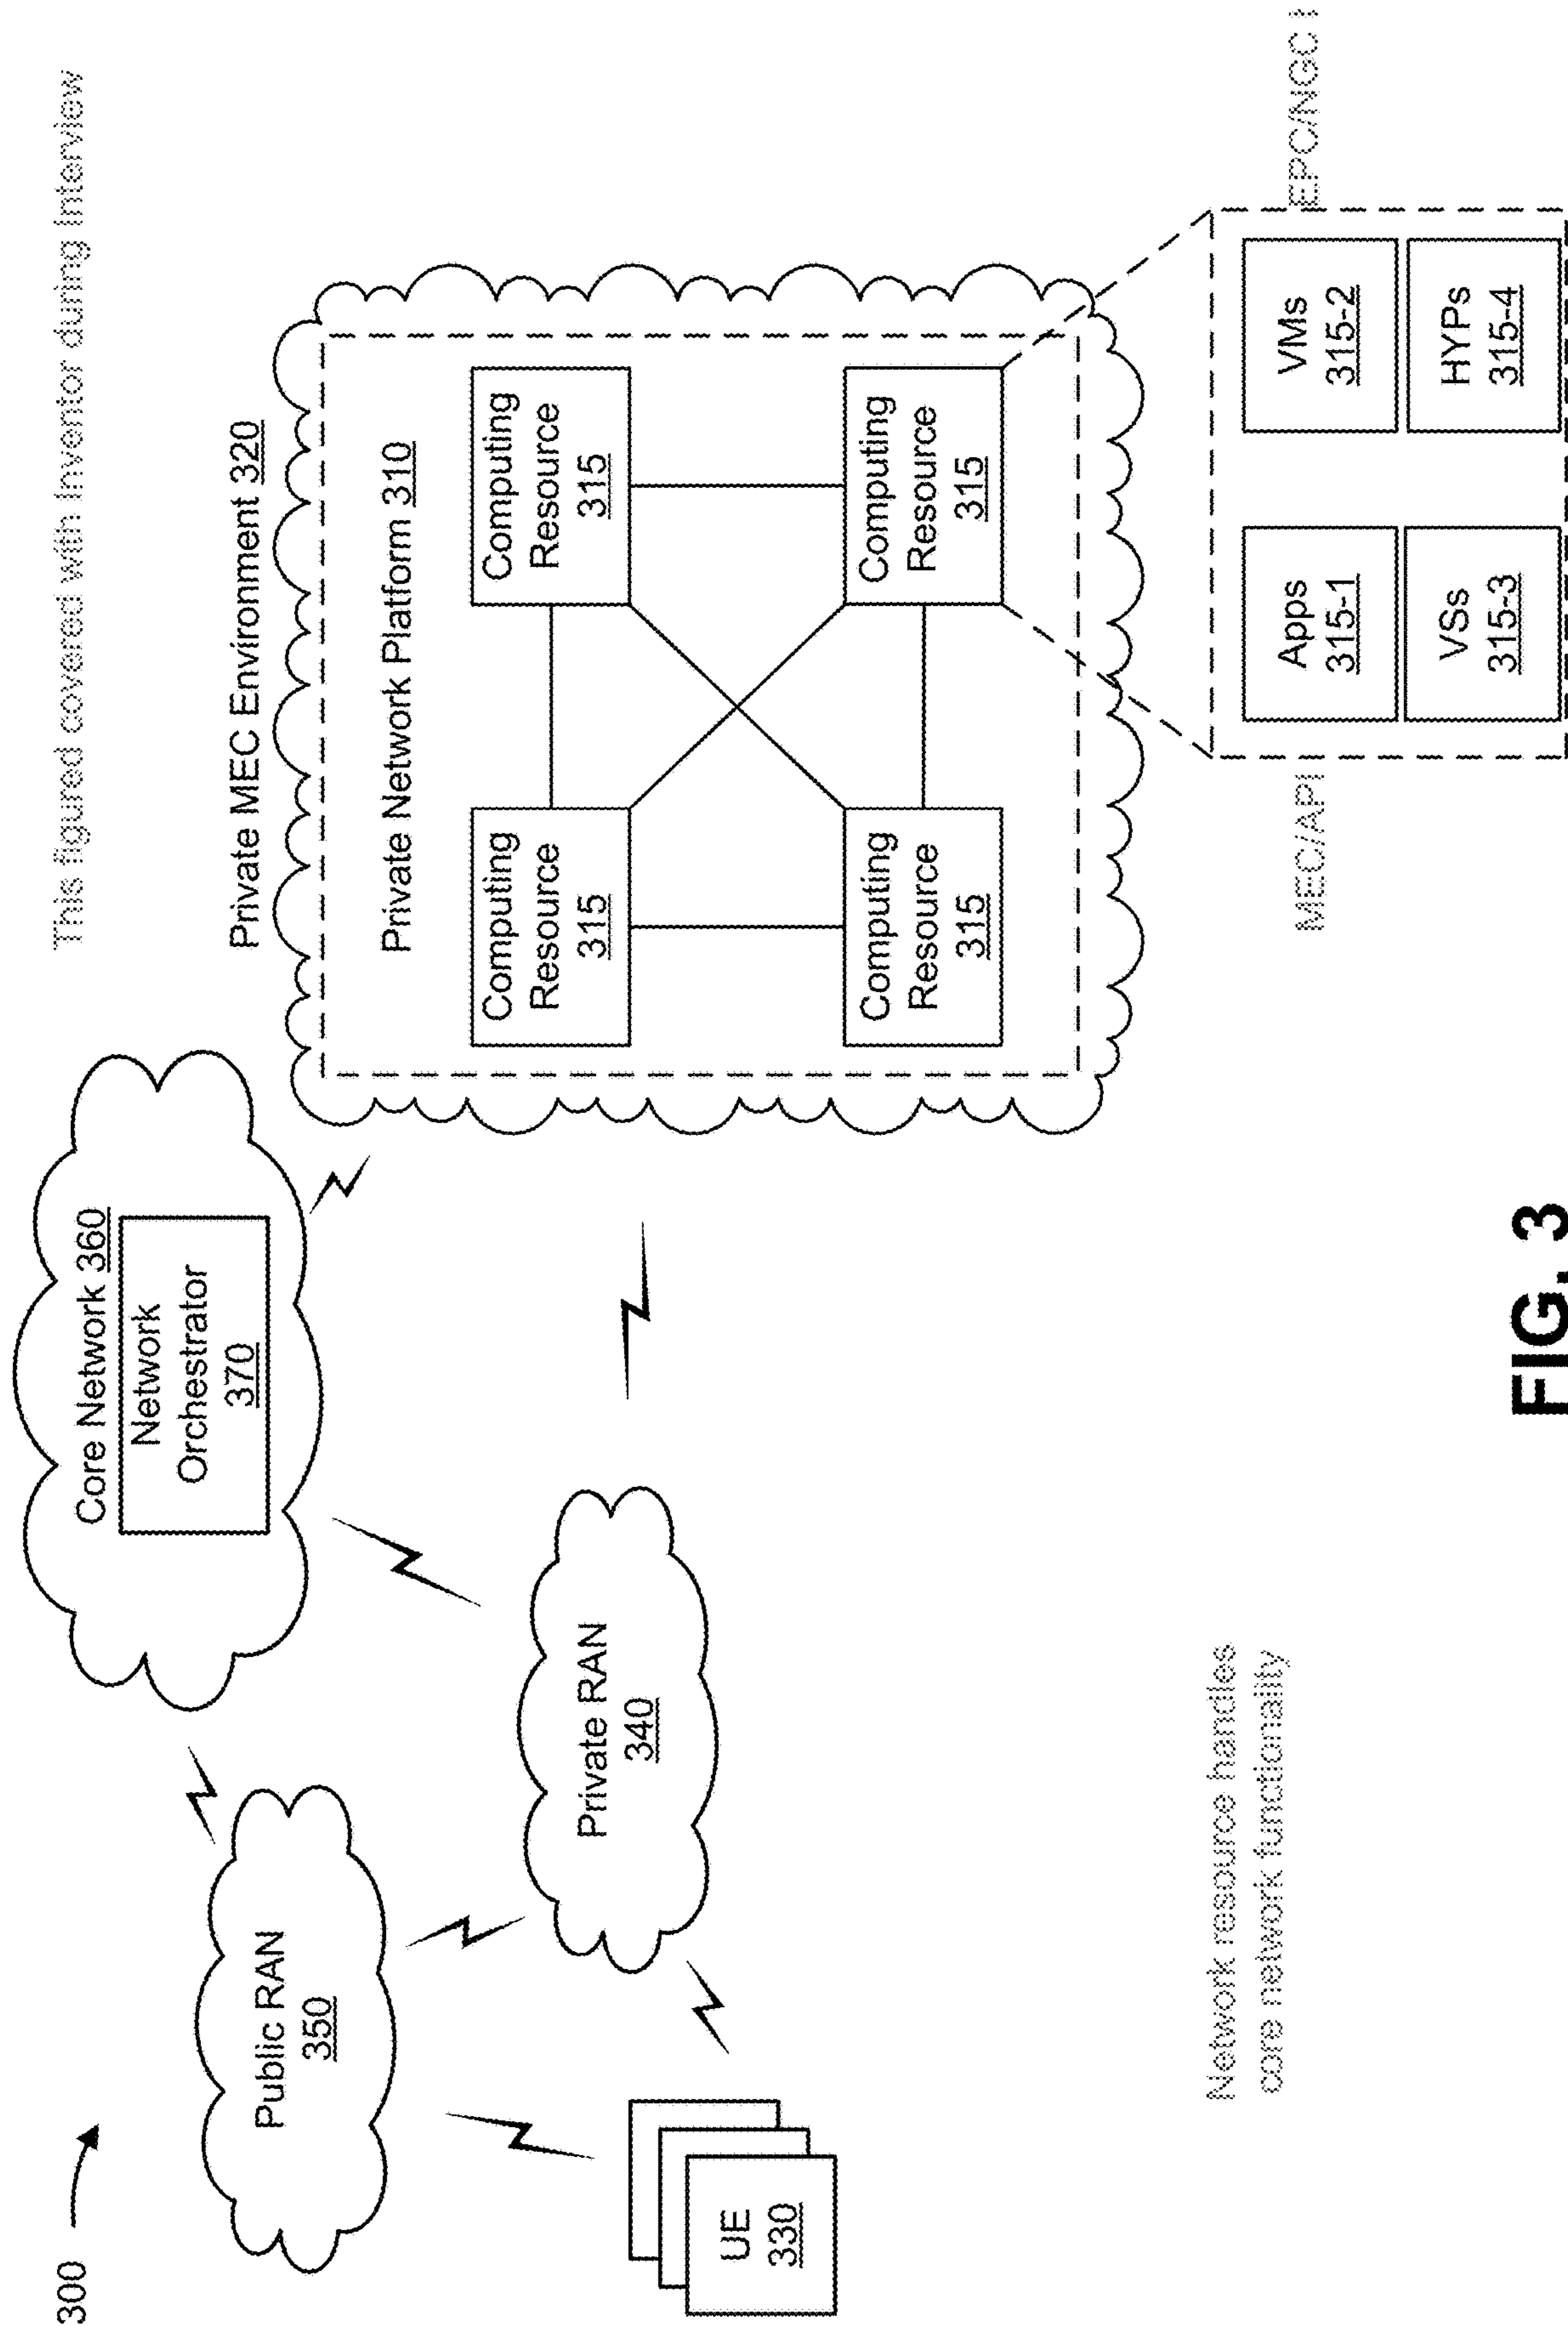 300
This figured covered with Inventor during Interview
Core Network 360
Network
Orchestrator
370
Public RAN
350
Private RAN
340
UE
330
Private MEC Environment 320
Private Network Platform 310
Computing
Resource
315
Computing
Resource
315
Computing
Resource
315
Computing
Resource
315
MEC/API
EPC/NGC
Apps
315-1
VMs
315-2
VSs
315-3
HYPs
315-4
Network resource handles
core network functionality
FIG. 3